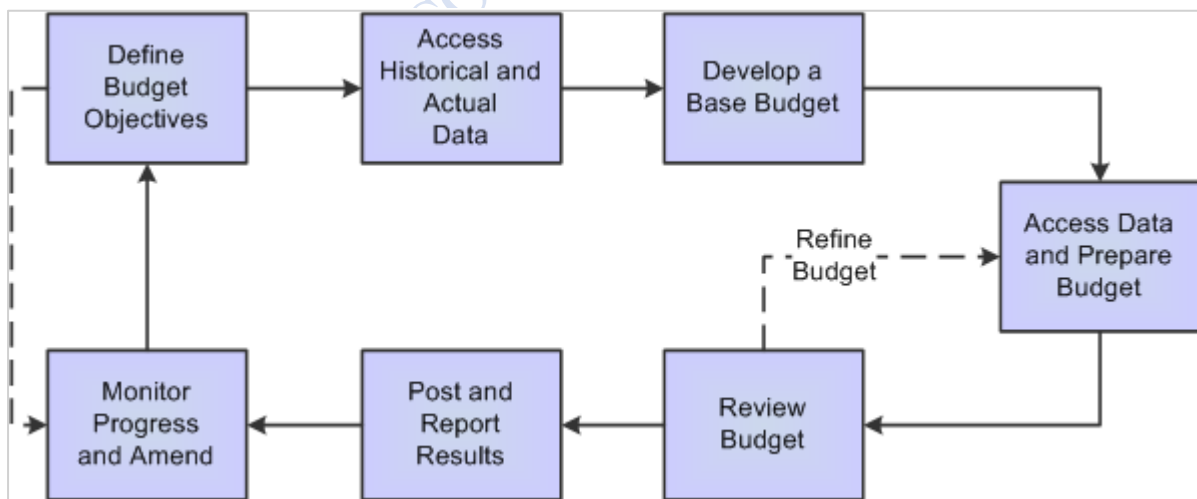 Define
Budget
Objectives
Access
Historical and
Actual
Data
Develop a
Base Budget
Access Data
and Prepare
Budget
Refine
Budget
Review
Budget
Post and
Report
Results
Monitor
Progress
and Amend